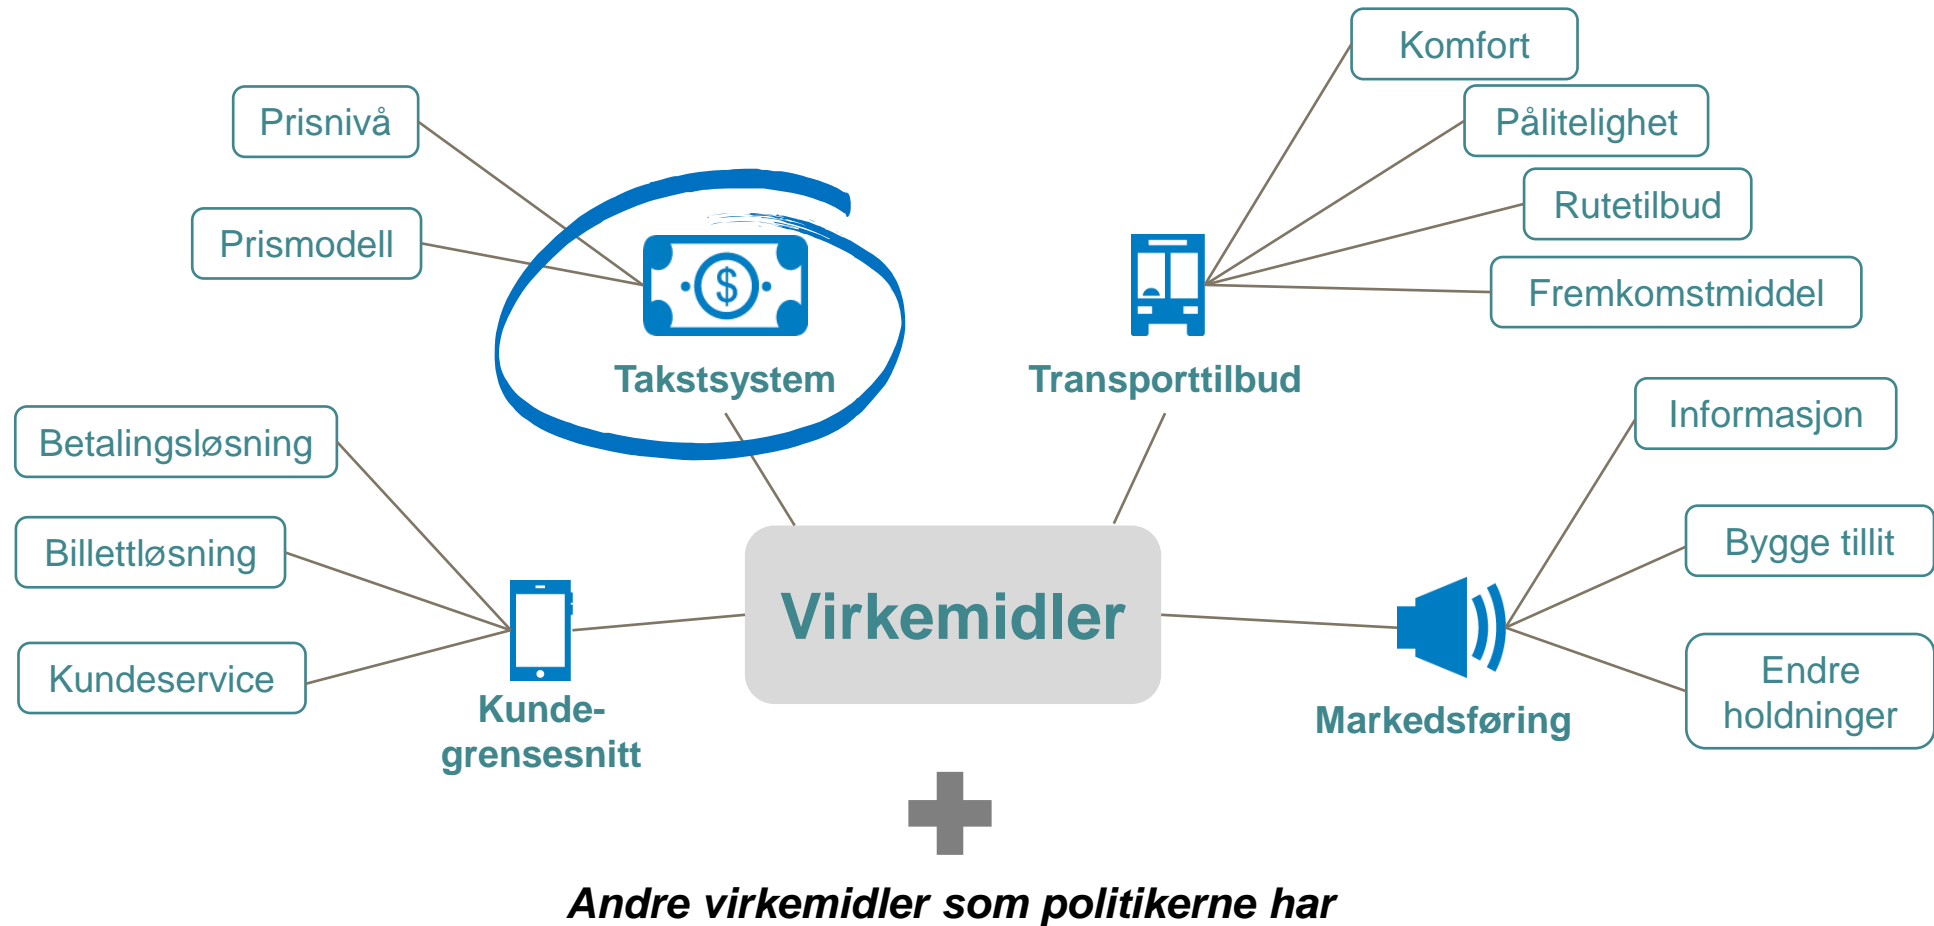 Komfort
Pålitelighet
Rutetilbud
Fremkomstmiddel
Prisnivå
Prismodell
$
Takstsystem
Transporttilbud
Betalingsløsning
Billettløsning
Kundeservice
Kunde-
grensesnitt
Virkemidler
Informasjon
Bygge tillit
Endre
holdninger
Markedsføring
Andre virkemidler som politikerne har